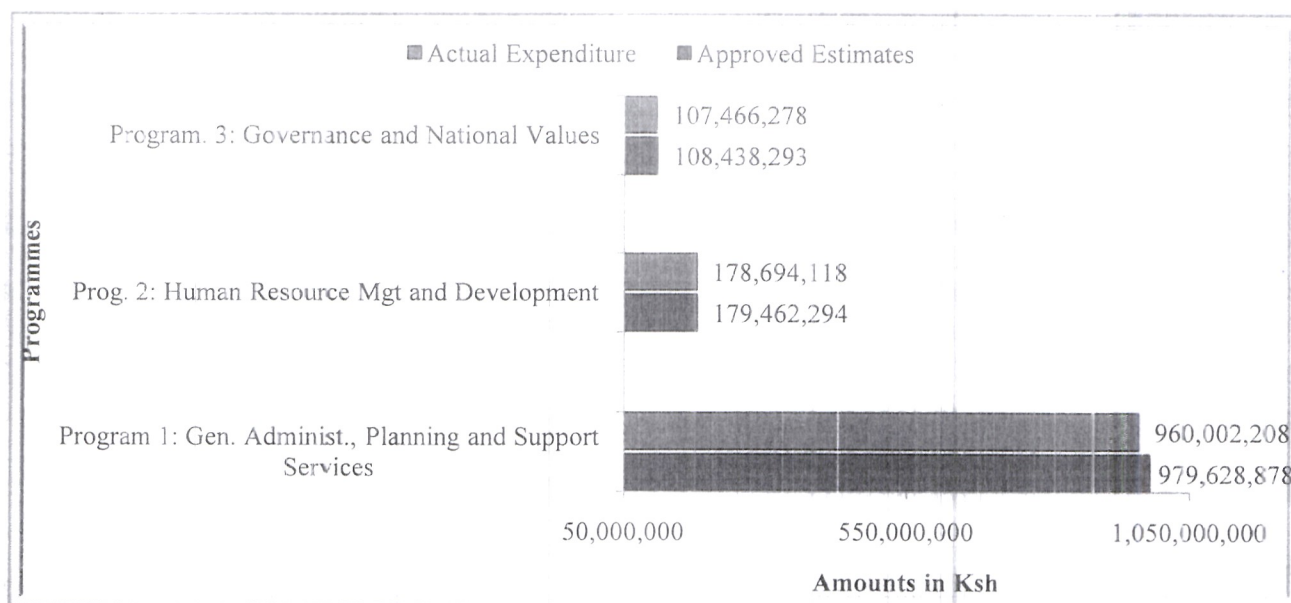 Actual Expenditure Approved Estimates
Program. 3: Governance and National Values
107,466,278
108,438,293
Prog. 2: Human Resource Mgt and Development
178,694,118
179,462,294
Program 1: Gen. Administ., Planning and Support
Services
960,002,208
979,628,878
Programmes
50,000,000 550,000,000 1,050,000,000
Amounts in Ksh